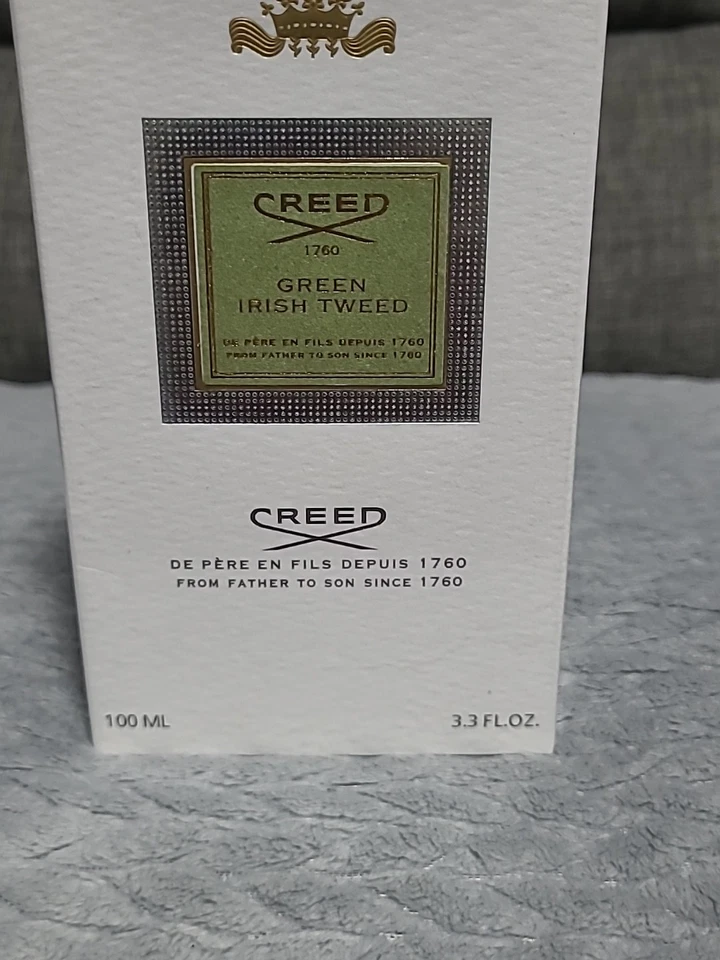 CREED
1760
GREEN
IRISH TWEED
DE PÈRE EN FILS DEPUIS 1760
FROM FATHER TO SON SINCE 1760
CREED
DE PÈRE EN FILS DEPUIS 1760
FROM FATHER TO SON SINCE 1760
100 ML
3.3 FL.OZ.